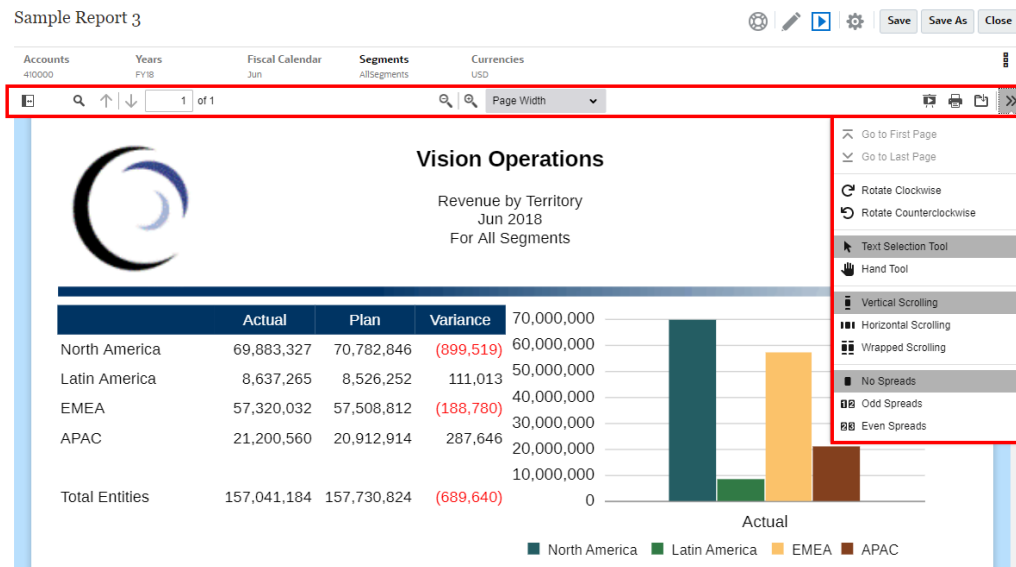 Sample Report 3
Save Save As Close
Accounts Years Fiscal Calendar Segments Currencies
410000 FY18 Jun AllSegments USD
1 of 1 Page Width
Go to First Page
Go to Last Page
Rotate Clockwise
Rotate Counterclockwise
Text Selection Tool
Hand Tool
Vertical Scrolling
Horizontal Scrolling
Wrapped Scrolling
No Spreads
Odd Spreads
Even Spreads
Vision Operations
Revenue by Territory
Jun 2018
For All Segments
Actual Plan Variance
North America 69,883,327 70,782,846 (899,519)
Latin America 8,637,265 8,526,252 111,013
EMEA 57,320,032 57,508,812 (188,780)
APAC 21,200,560 20,912,914 287,646
Total Entities 157,041,184 157,730,824 (689,640)
70,000,000
60,000,000
50,000,000
40,000,000
30,000,000
20,000,000
10,000,000
0
Actual
North America Latin America EMEA APAC